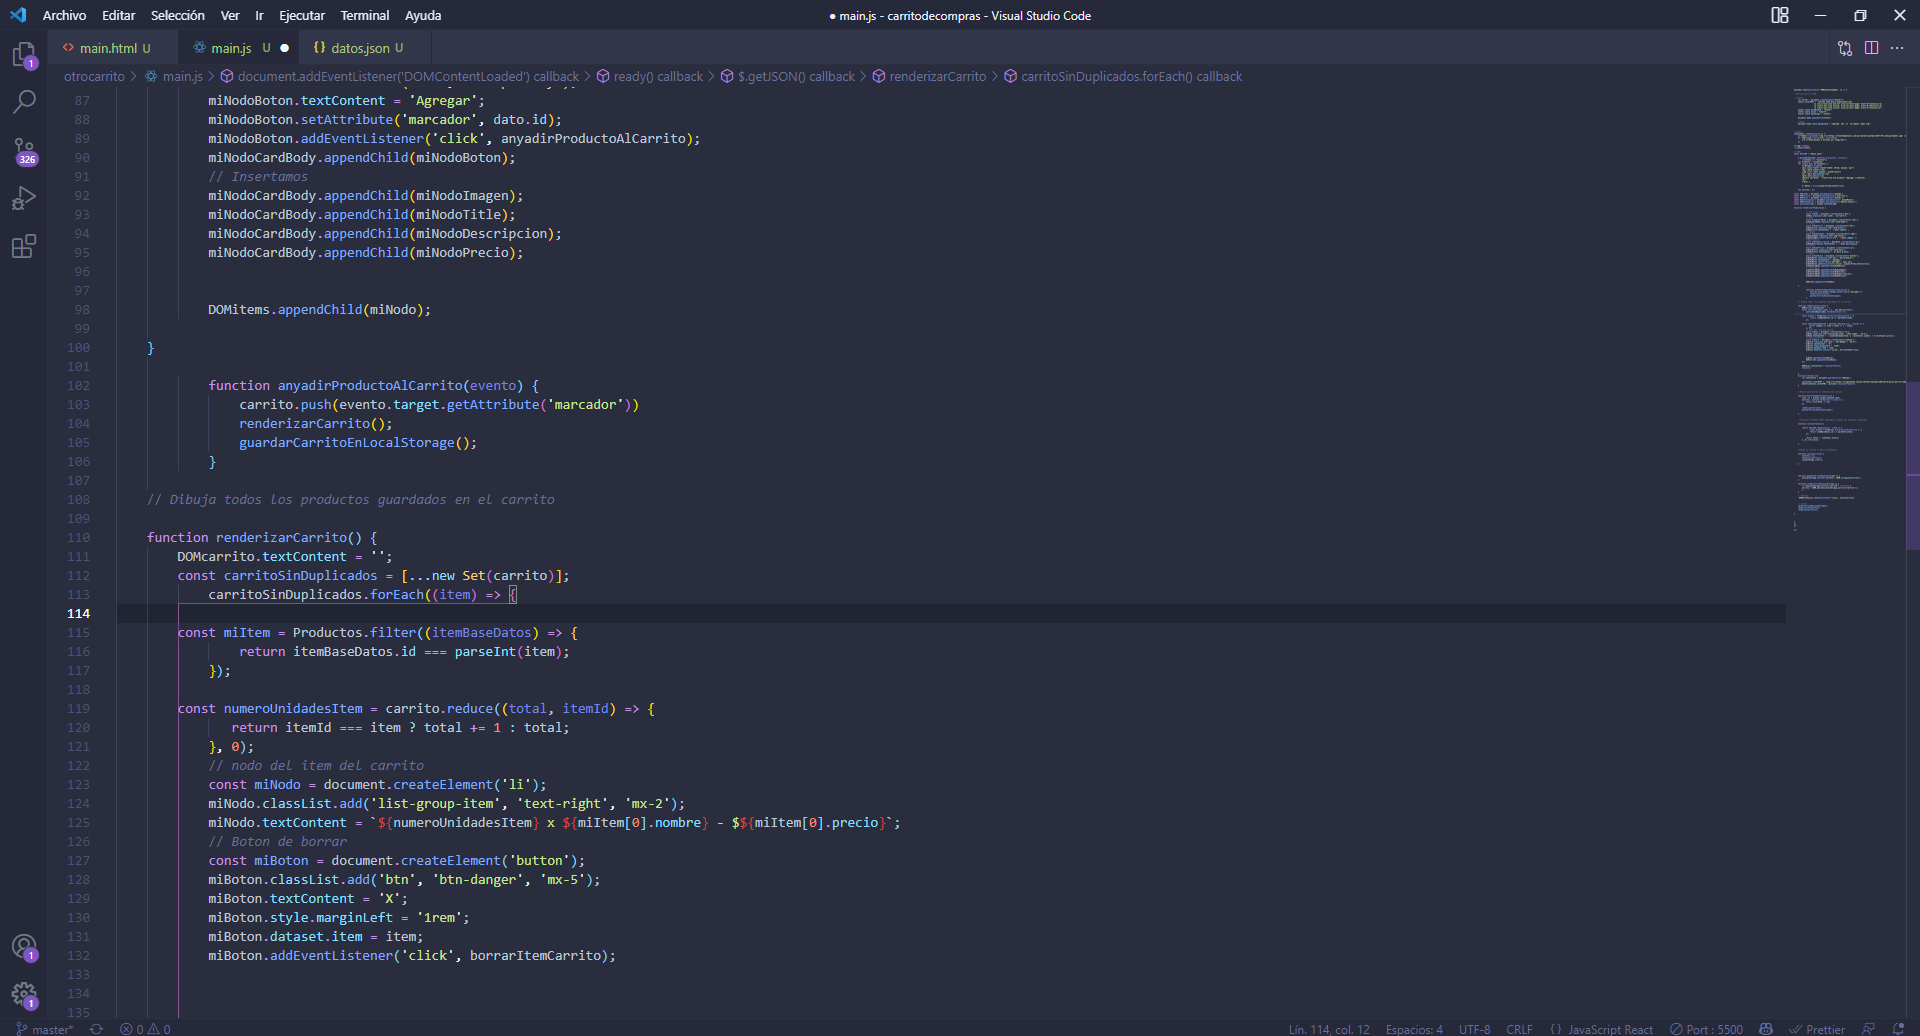 Archivo Editar Selección Ver Ir Ejecutar Terminal Ayuda
● main.js - carritodecompras - Visual Studio Code
<> main.html U
main.js U ●
{} datos.json U
otrocarrito > main.js > document.addEventListener('DOMContentLoaded') callback > ready() callback > $.getJSON() callback > renderizarCarrito > carritoSinDuplicados.forEach() callback
87 miNodoBoton.textContent = 'Agregar';
88 miNodoBoton.setAttribute('marcador', dato.id);
89 miNodoBoton.addEventListener('click', anyadirProductoAlCarrito);
90 miNodoCardBody.appendChild(miNodoBoton);
91 // Insertamos
92 miNodoCardBody.appendChild(miNodoImagen);
93 miNodoCardBody.appendChild(miNodoTitle);
94 miNodoCardBody.appendChild(miNodoDescripcion);
95 miNodoCardBody.appendChild(miNodoPrecio);
96
97
98 DOMitems.appendChild(miNodo);
99
100 }
101
102 function anyadirProductoAlCarrito(evento) {
103 carrito.push(evento.target.getAttribute('marcador'))
104 renderizarCarrito();
105 guardarCarritoEnLocalStorage();
106 }
107
108 // Dibuja todos los productos guardados en el carrito
109
110 function renderizarCarrito() {
111 DOMcarrito.textContent = '';
112 const carritoSinDuplicados = [...new Set(carrito)];
113 carritoSinDuplicados.forEach((item) => {
114
115 const miItem = Productos.filter((itemBaseDatos) => {
116 return itemBaseDatos.id === parseInt(item);
117 });
118
119 const numeroUnidadesItem = carrito.reduce((total, itemId) => {
120 return itemId === item ? total += 1 : total;
121 }, 0);
122 // nodo del item del carrito
123 const miNodo = document.createElement('li');
124 miNodo.classList.add('list-group-item', 'text-right', 'mx-2');
125 miNodo.textContent = `${numeroUnidadesItem} x ${miItem[0].nombre} - $${miItem[0].precio}`;
126 // Boton de borrar
127 const miBoton = document.createElement('button');
128 miBoton.classList.add('btn', 'btn-danger', 'mx-5');
129 miBoton.textContent = 'X';
130 miBoton.style.marginLeft = '1rem';
131 miBoton.dataset.item = item;
132 miBoton.addEventListener('click', borrarItemCarrito);
133
134
135
1
326
1
1
master* 0 0 Lín. 114, col. 12 Espacios: 4 UTF-8 CRLF {} JavaScript React Port : 5500 Prettier